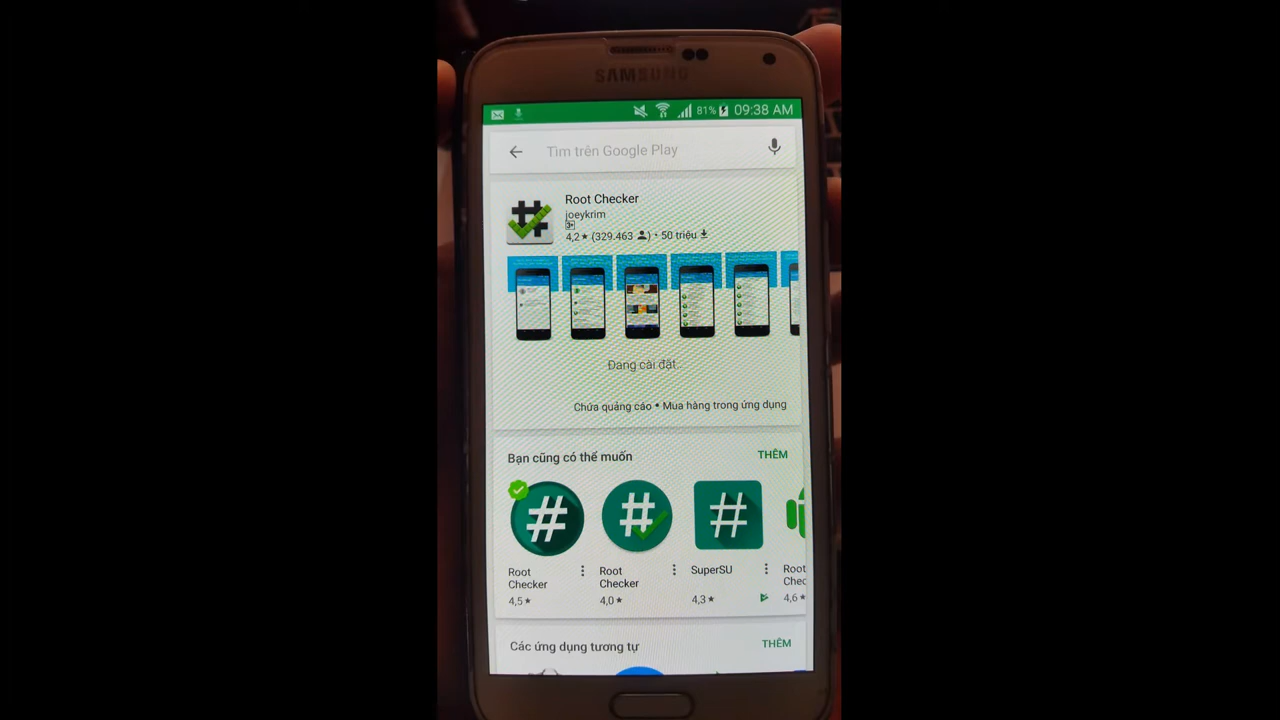 SAMSUNG
81% 09:38 AM
Tìm trên Google Play
Root Checker
joeykrim
3+
4,2 ★ (329.463) • 50 triệu
Đang cài đặt..
Chứa quảng cáo • Mua hàng trong ứng dụng
Bạn cũng có thể muốn THÊM
Root Checker
4,5 ★
Root Checker
4,0 ★
SuperSU
4,3 ★
Root
4,6 ★
Các ứng dụng tương tự THÊM